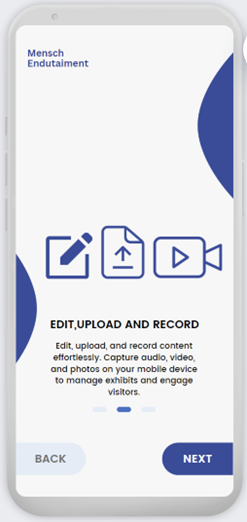 Mensch
Endutaiment
EDIT,UPLOAD AND RECORD
Edit, upload, and record content
effortlessly. Capture audio, video,
and photos on your mobile device
to manage exhibits and engage
visitors.
BACK
NEXT